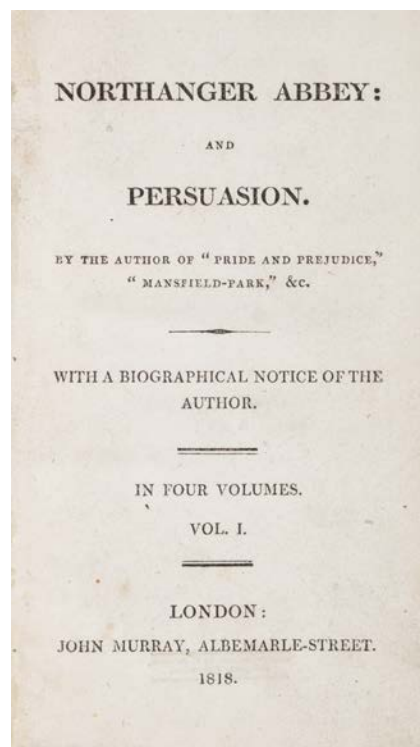 NORTHANGER ABBEY:
AND
PERSUASION.
BY THE AUTHOR OF “ PRIDE AND PREJUDICE,”
“ MANSFIELD-PARK,” &c.
WITH A BIOGRAPHICAL NOTICE OF THE
AUTHOR.
IN FOUR VOLUMES.
VOL. I.
LONDON:
JOHN MURRAY, ALBEMARLE-STREET.
1818.